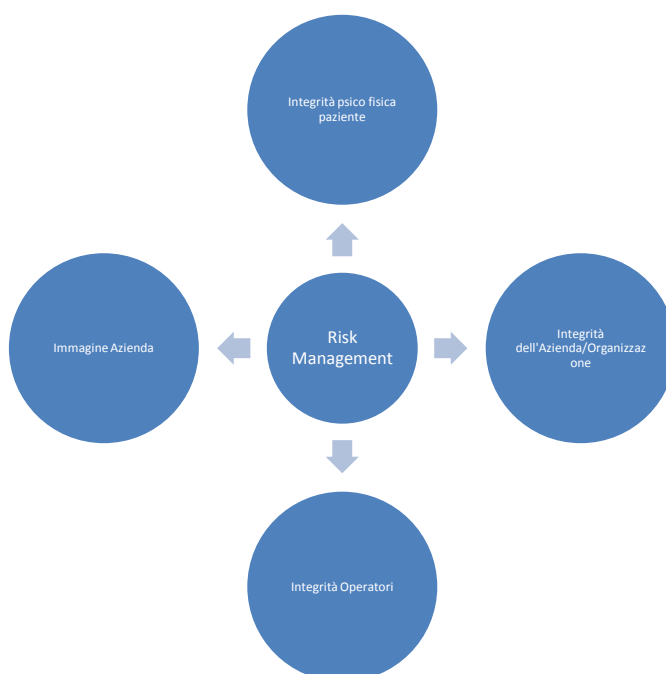 Integrità psico fisica
paziente
Immagine Azienda
Risk
Management
Integrità
dell'Azienda/Organizzaz
one
Integrità Operatori